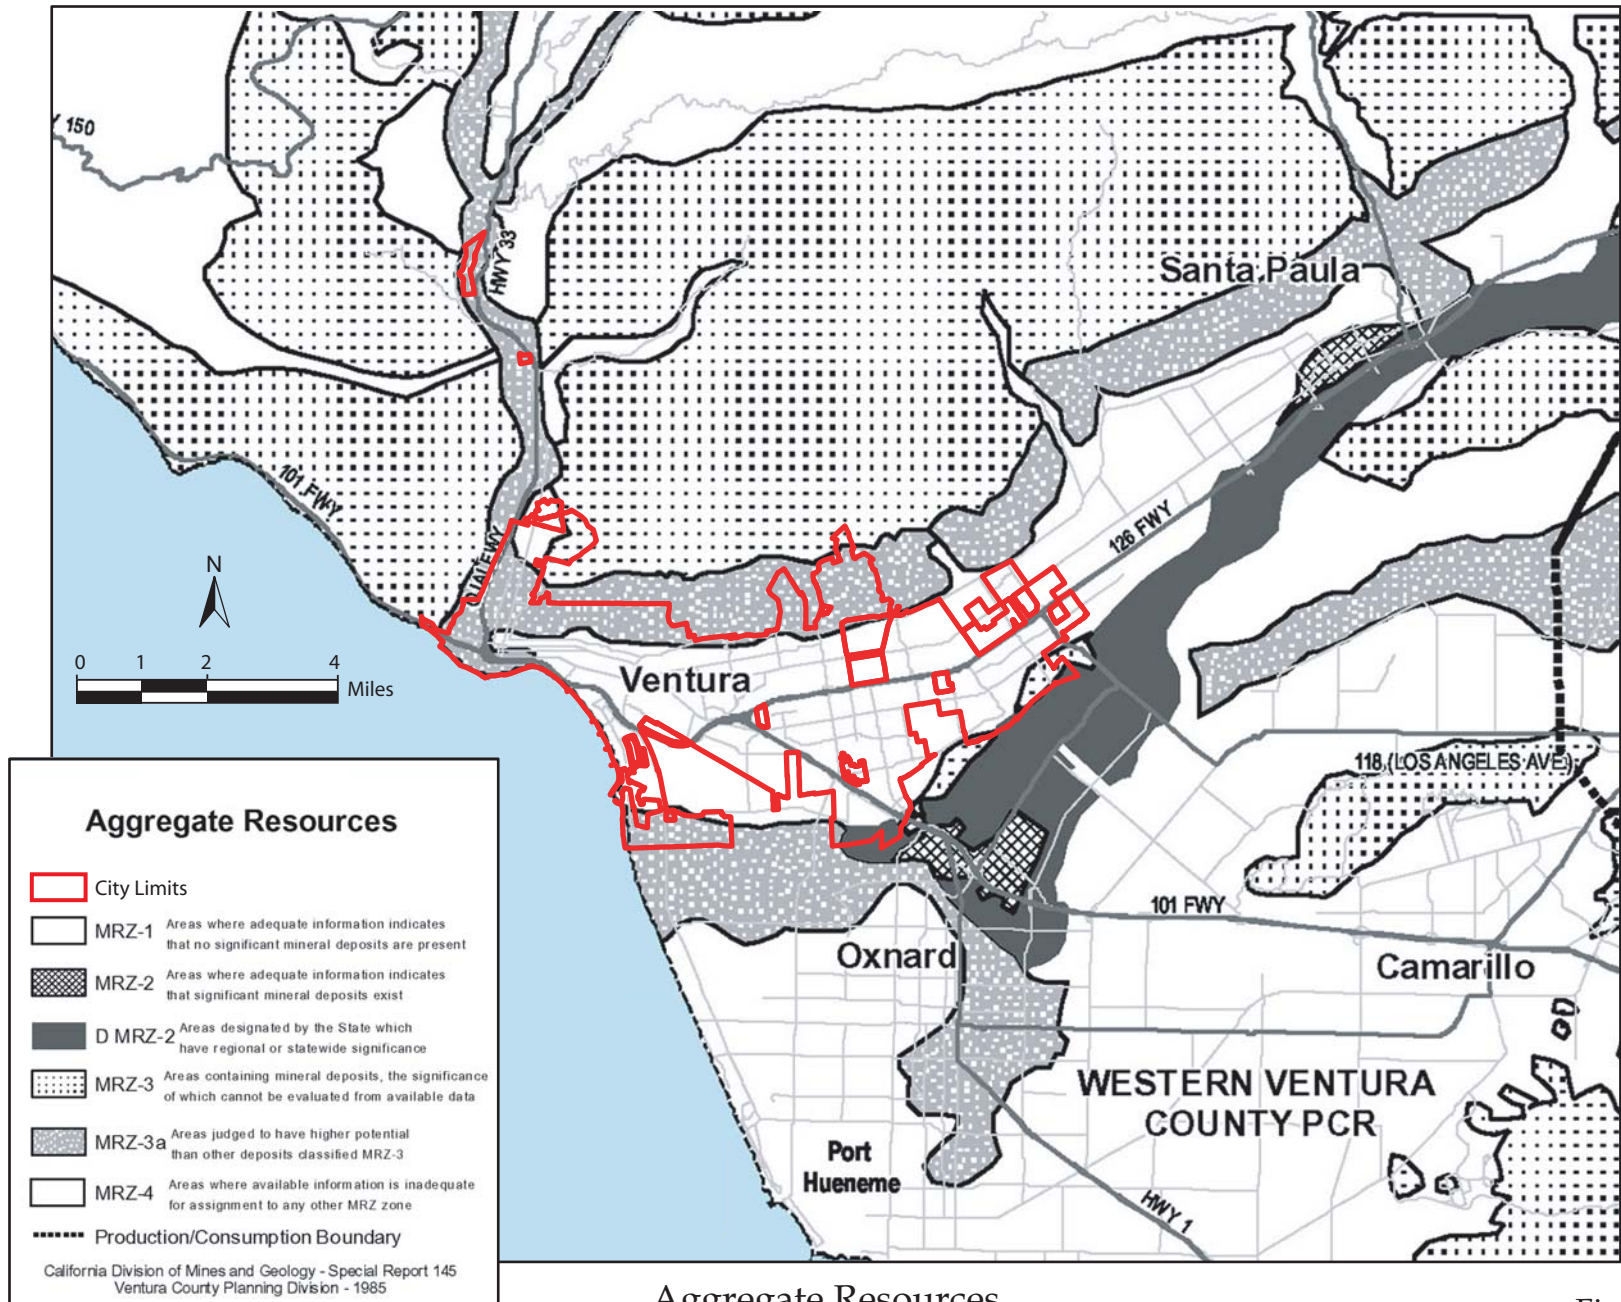 150
HWY 33
Santa Paula
101 FWY
126 FWY
N
0 1 2 4
Miles
Ventura
118 (LOS ANGELES AVE.)
101 FWY
Oxnard
Camarillo
WESTERN VENTURA
COUNTY PCR
Port
Hueneme
HWY 1
Aggregate Resources
City Limits
MRZ-1 Areas where adequate information indicates
that no significant mineral deposits are present
MRZ-2 Areas where adequate information indicates
that significant mineral deposits exist
D MRZ-2 Areas designated by the State which
have regional or statewide significance
MRZ-3 Areas containing mineral deposits, the significance
of which cannot be evaluated from available data
MRZ-3a Areas judged to have higher potential
than other deposits classified MRZ-3
MRZ-4 Areas where available information is inadequate
for assignment to any other MRZ zone
Production/Consumption Boundary
California Division of Mines and Geology - Special Report 145
Ventura County Planning Division - 1985
Aggregate Resources